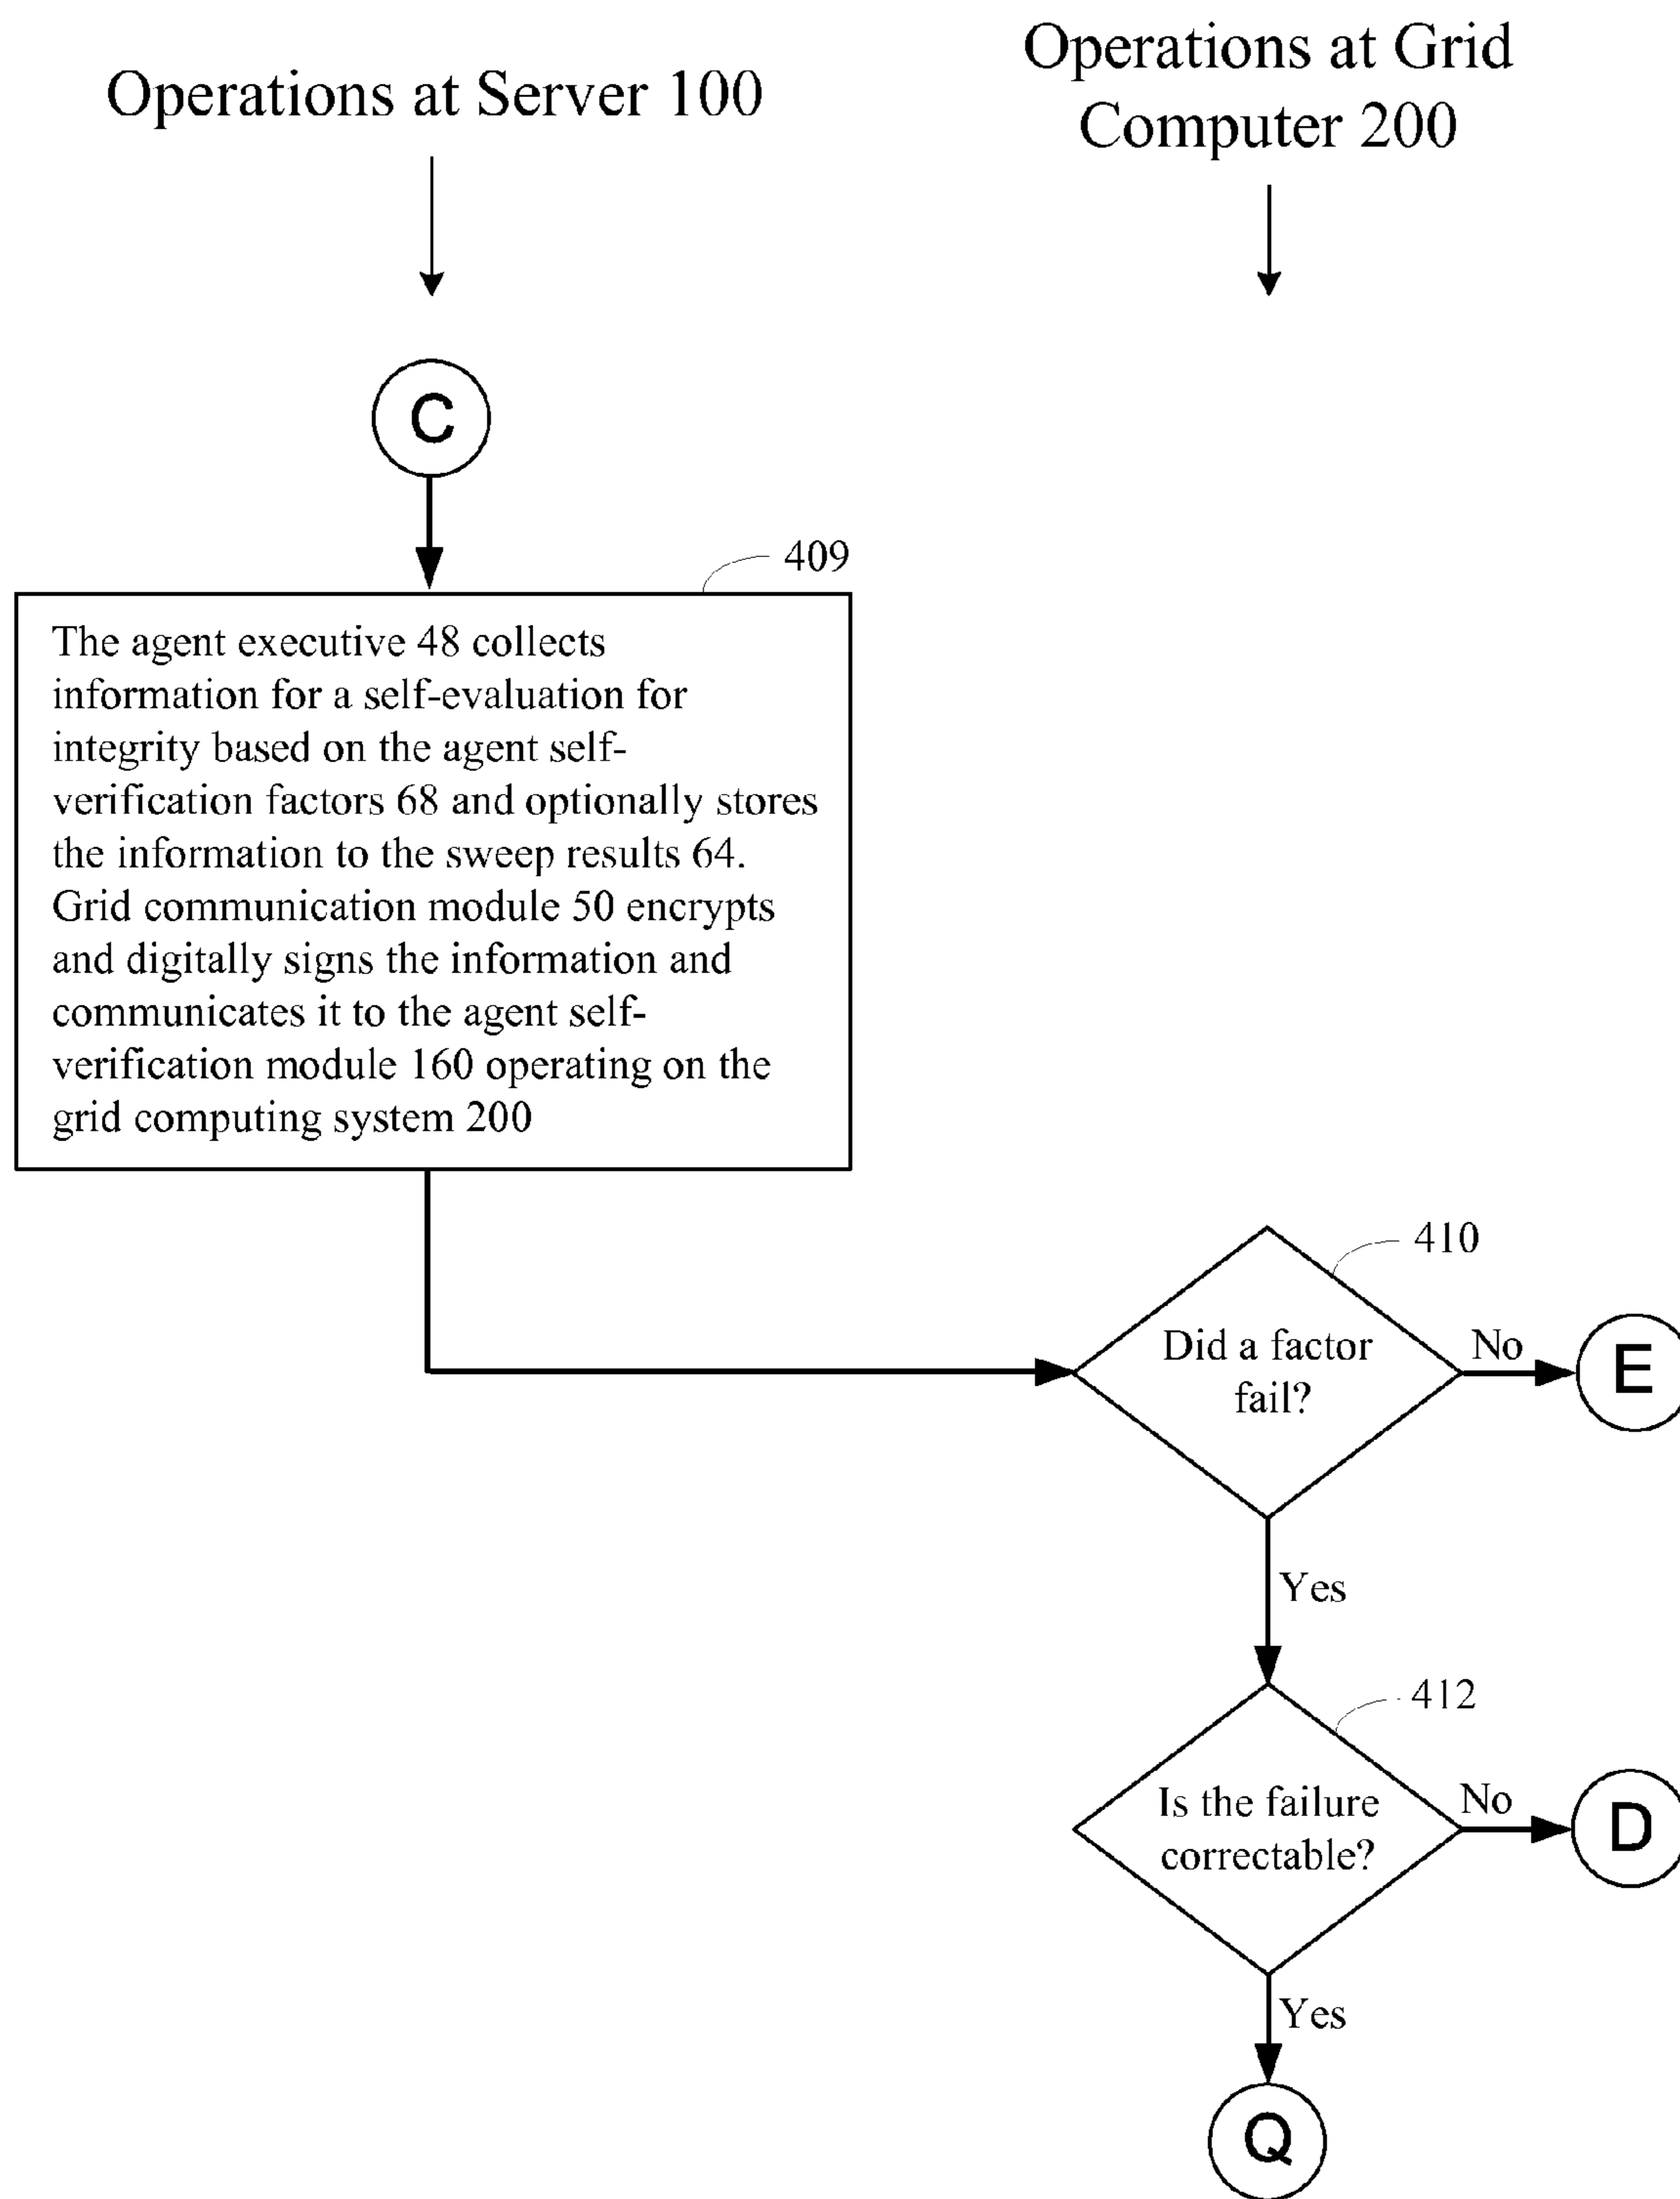 Operations at Server 100
Operations at Grid
Computer 200
C
409
The agent executive 48 collects
information for a self-evaluation for
integrity based on the agent self-
verification factors 68 and optionally stores
the information to the sweep results 64.
Grid communication module 50 encrypts
and digitally signs the information and
communicates it to the agent self-
verification module 160 operating on the
grid computing system 200
410
Did a factor
fail?
No
E
Yes
412
Is the failure
correctable?
No
D
Yes
Q